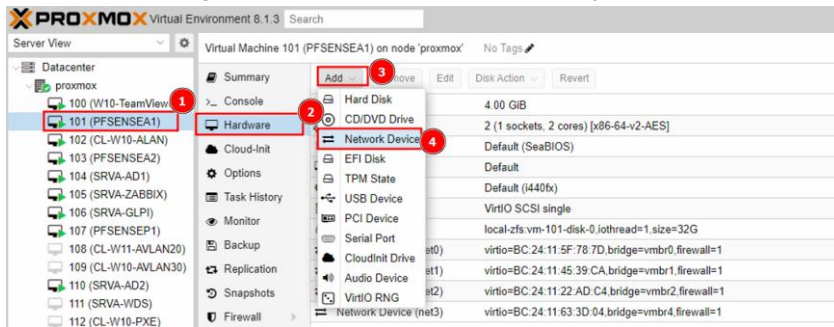 PROXMOX Virtual Environment 8.1.3 Search
Server View
Virtual Machine 101 (PFSENSEA1) on node 'proxmox' No Tags
Datacenter
proxmox
100 (W10-TeamView
1
101 (PFSENSEA1)
102 (CL-W10-ALAN)
103 (PFSENSEA2)
104 (SRVA-AD1)
105 (SRVA-ZABBIX)
106 (SRVA-GLPI)
107 (PFSENSEP1)
108 (CL-W11-AVLAN20)
109 (CL-W10-AVLAN30)
110 (SRVA-AD2)
111 (SRVA-WDS)
112 (CL-W10-PXE)
Summary
>_ Console
2
Hardware
Cloud-Init
Options
Task History
Monitor
Backup
Replication
Snapshots
Firewall
Add
3
move Edit Disk Action Revert
Hard Disk
CD/DVD Drive
Network Device
4
EFI Disk
TPM State
USB Device
PCI Device
Serial Port
CloudInit Drive
Audio Device
VirtIO RNG
4.00 GiB
2 (1 sockets, 2 cores) [x86-64-v2-AES]
Default (SeaBIOS)
Default
Default (i440fx)
VirtIO SCSI single
local-zfs:vm-101-disk-0,iothread=1,size=32G
et0) virtio=BC:24:11:5F:78:7D,bridge=vmbr0,firewall=1
et1) virtio=BC:24:11:45:39:CA,bridge=vmbr1,firewall=1
et2) virtio=BC:24:11:22:AD:C4,bridge=vmbr2,firewall=1
Network Device (net3) virtio=BC:24:11:63:3D:04,bridge=vmbr4,firewall=1